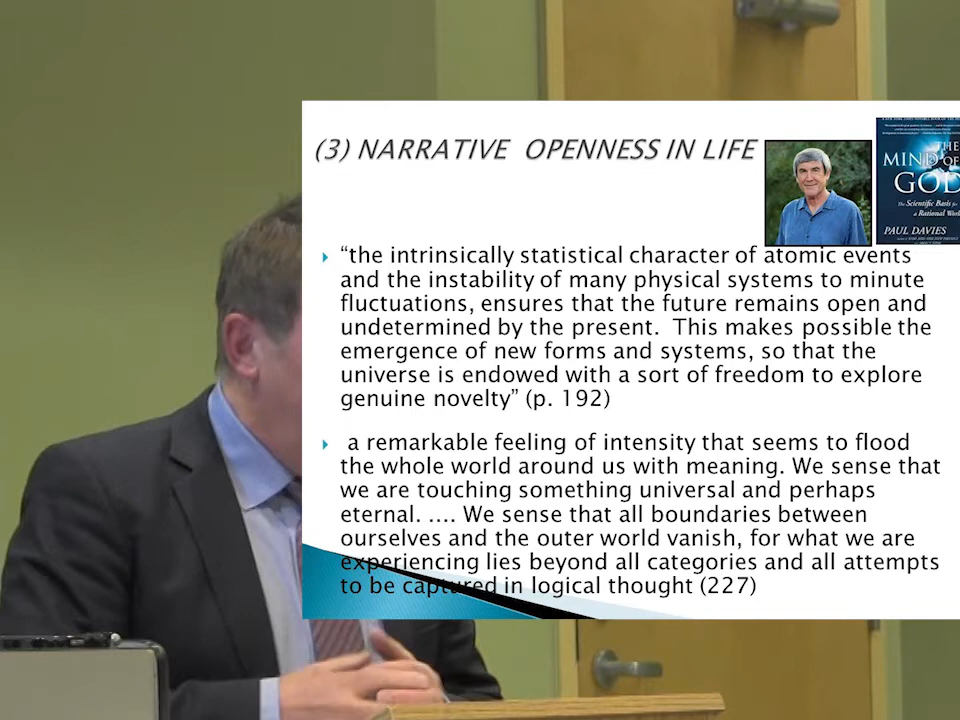 (3) NARRATIVE OPENNESS IN LIFE
THE
MIND OF
GOD
The Scientific Basis for
a Rational
PAUL DAVIES
“the intrinsically statistical character of atomic events
and the instability of many physical systems to minute
fluctuations, ensures that the future remains open and
undetermined by the present. This makes possible the
emergence of new forms and systems, so that the
universe is endowed with a sort of freedom to explore
genuine novelty” (p. 192)
a remarkable feeling of intensity that seems to flood
the whole world around us with meaning. We sense that
we are touching something universal and perhaps
eternal. .... We sense that all boundaries between
ourselves and the outer world vanish, for what we are
experiencing lies beyond all categories and all attempts
to be captured in logical thought (227)